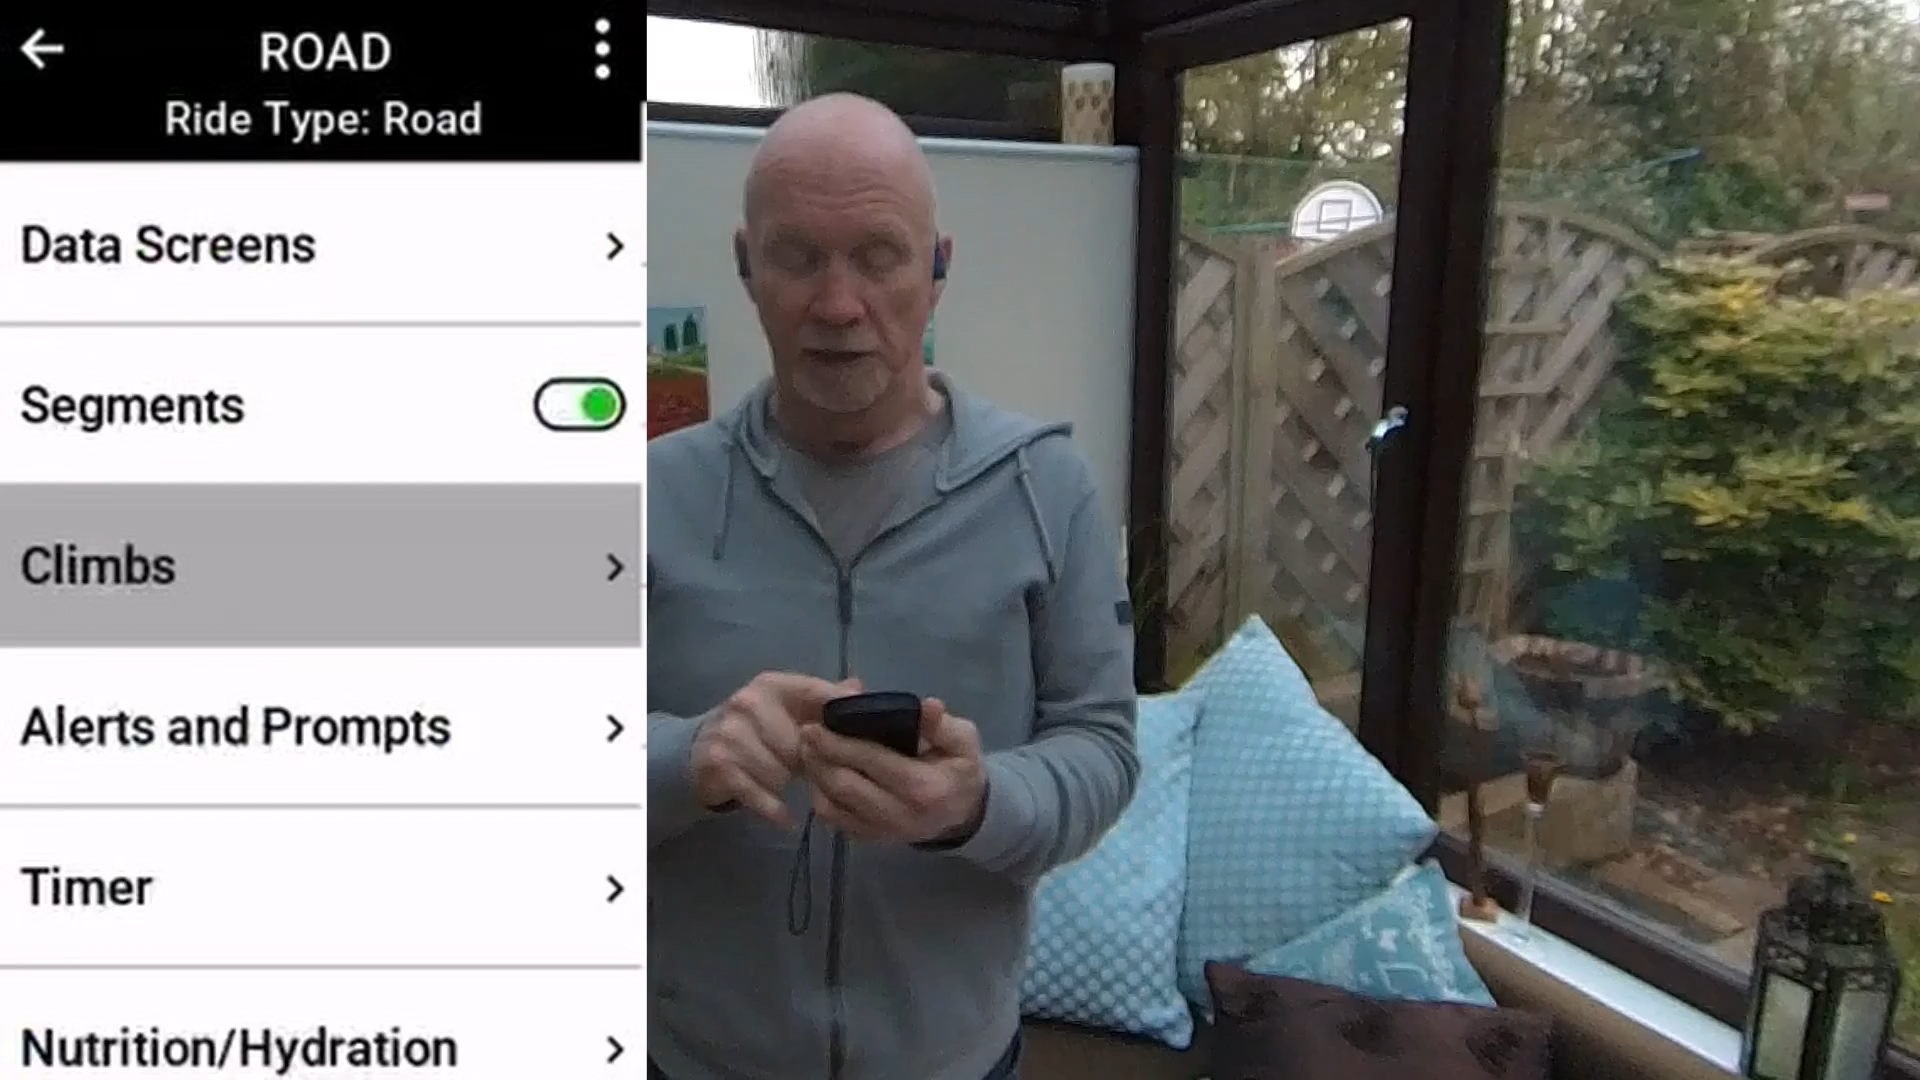 ROAD
Ride Type: Road
Data Screens
Segments
Climbs
Alerts and Prompts
Timer
Nutrition/Hydration